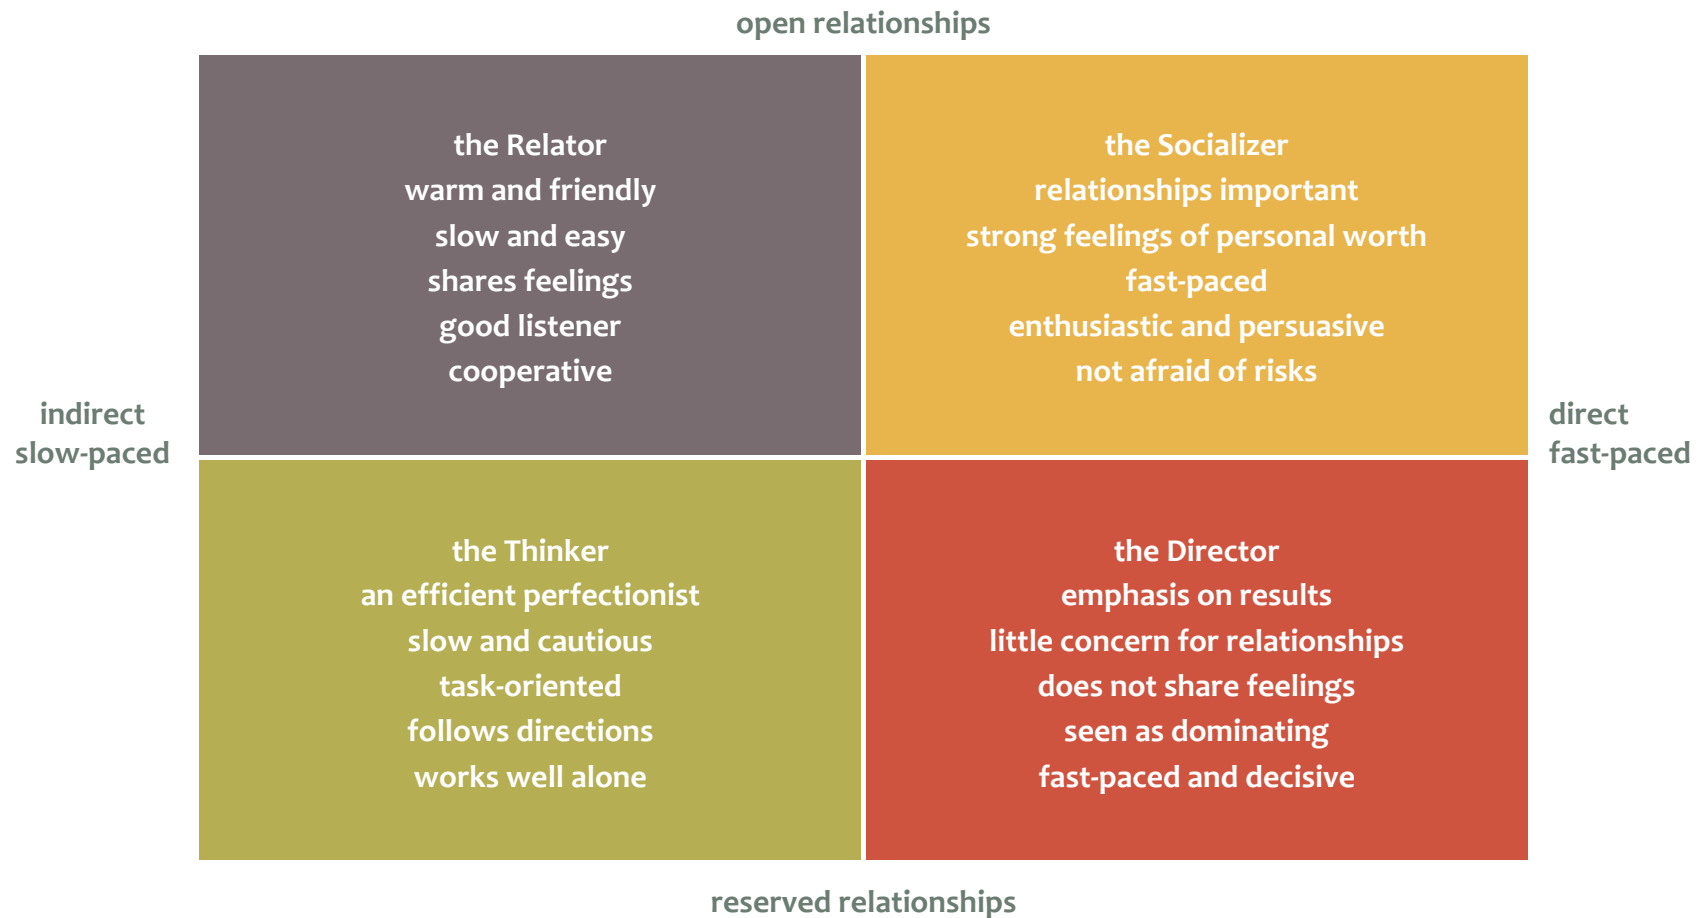 open relationships
the Relator
warm and friendly
slow and easy
shares feelings
good listener
cooperative
the Socializer
relationships important
strong feelings of personal worth
fast-paced
enthusiastic and persuasive
not afraid of risks
indirect
slow-paced
direct
fast-paced
the Thinker
an efficient perfectionist
slow and cautious
task-oriented
follows directions
works well alone
the Director
emphasis on results
little concern for relationships
does not share feelings
seen as dominating
fast-paced and decisive
reserved relationships